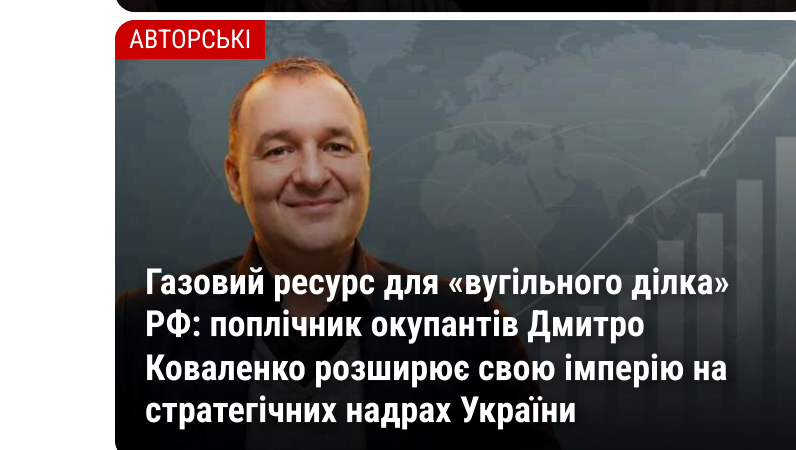 АВТОРСЬКІ
Газовий ресурс для «вугільного ділка»
РФ: поплічник окупантів Дмитро
Коваленко розширює свою імперію на
стратегічних надрах України